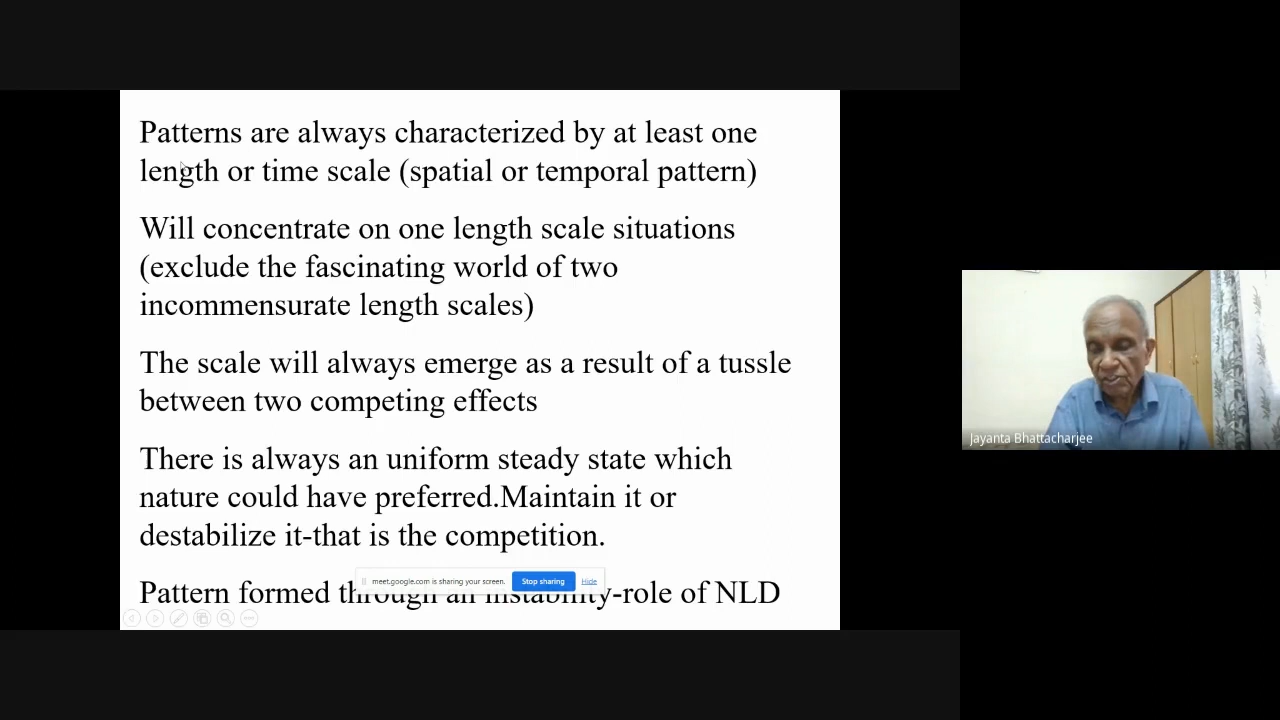 Patterns are always characterized by at least one
length or time scale (spatial or temporal pattern)
Will concentrate on one length scale situations
(exclude the fascinating world of two
incommensurate length scales)
The scale will always emerge as a result of a tussle
between two competing effects
There is always an uniform steady state which
nature could have preferred.Maintain it or
destabilize it-that is the competition.
meet.google.com is sharing your screen. Stop sharing Hide
Pattern formed through an instability-role of NLD
Jayanta Bhattacharjee